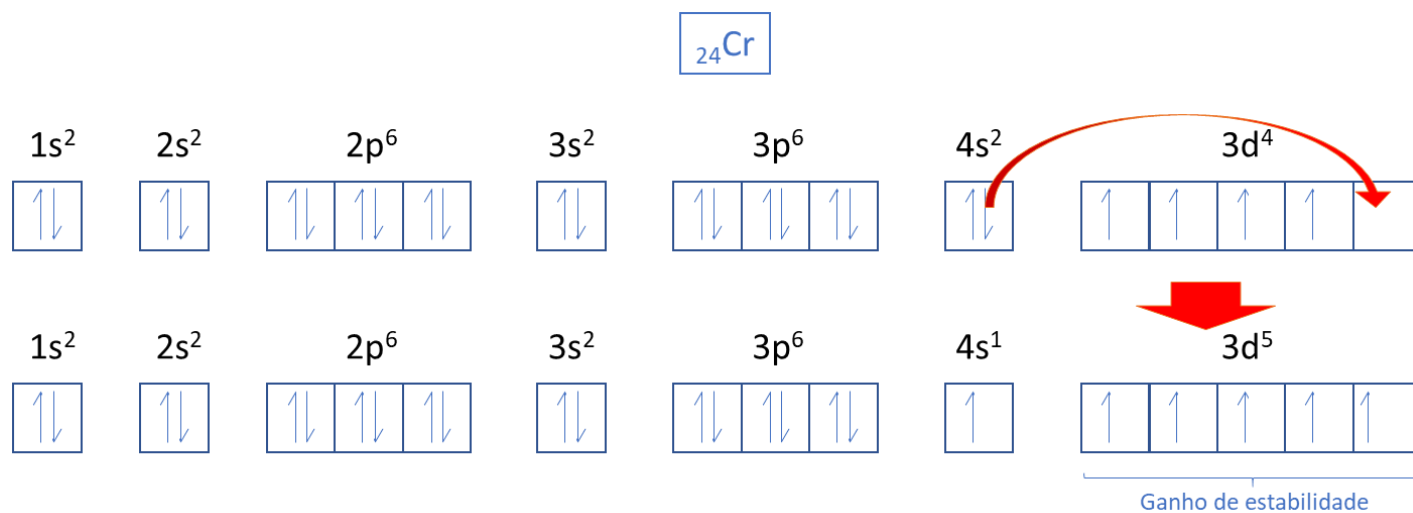 ₂₄Cr
1s² 2s² 2p⁶ 3s² 3p⁶ 4s² 3d⁴
1s² 2s² 2p⁶ 3s² 3p⁶ 4s¹ 3d⁵
Ganho de estabilidade